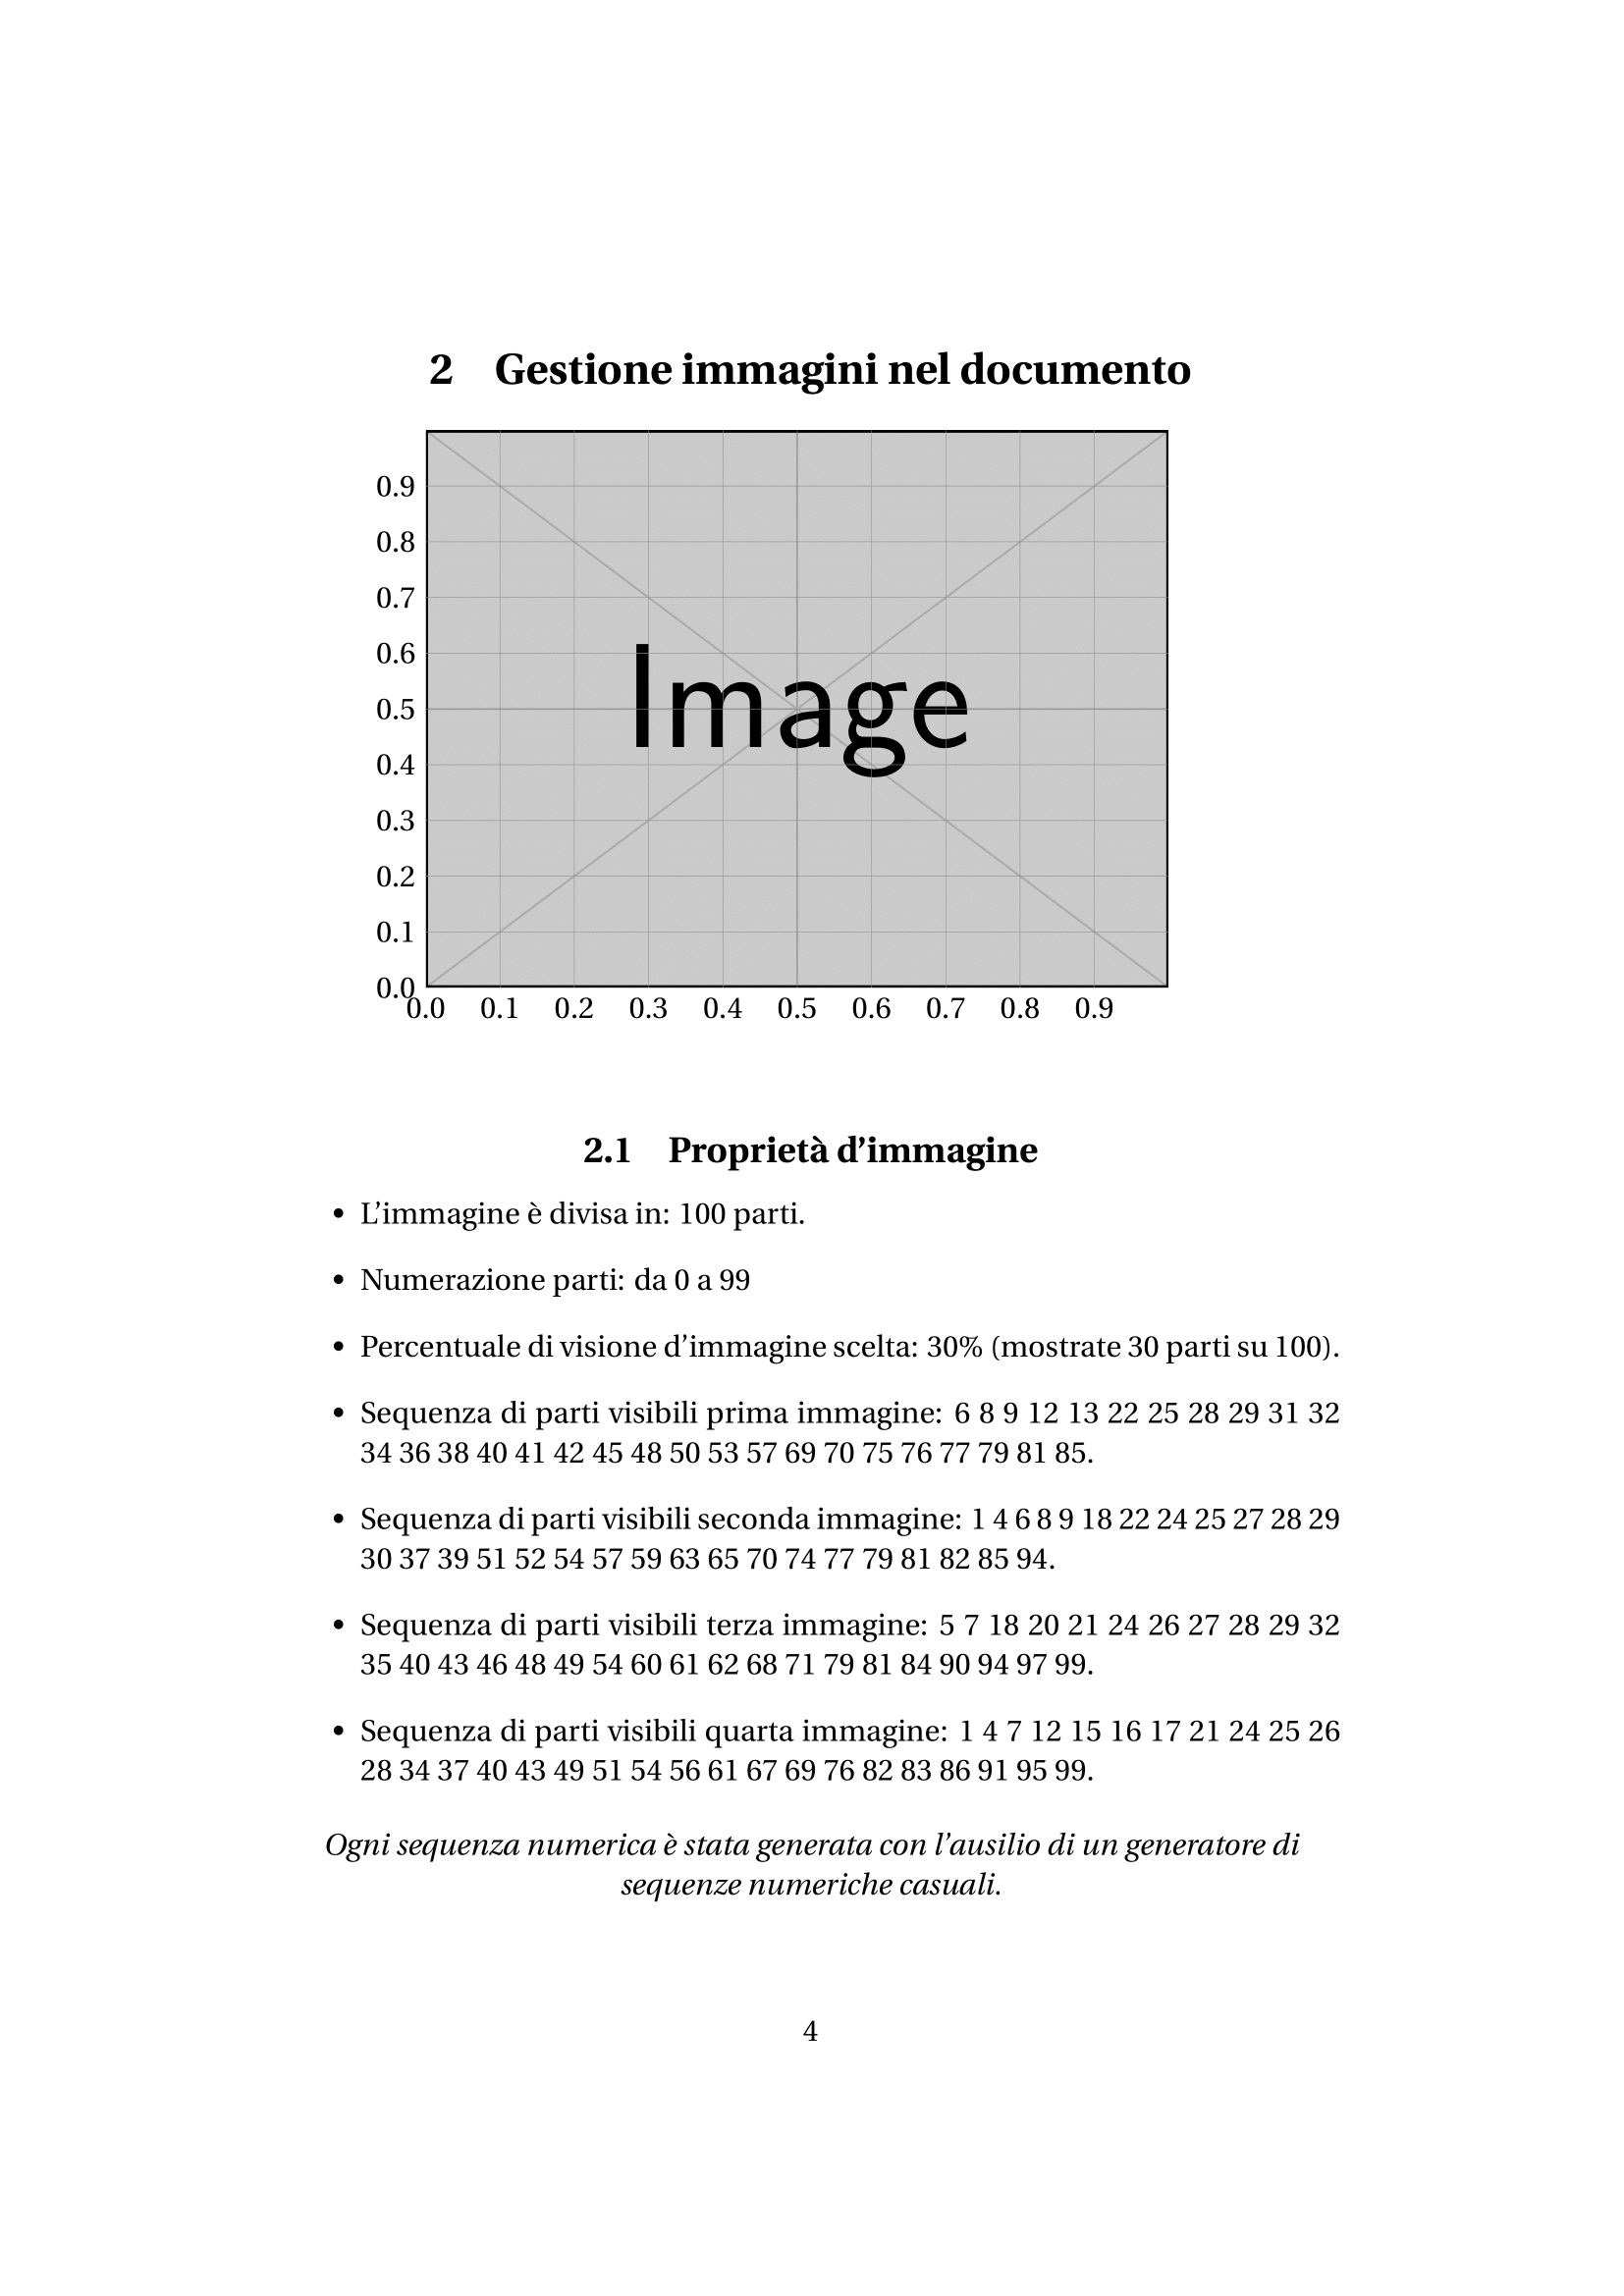 2 Gestione immagini nel documento
0.9
0.8
0.7
0.6
Image
0.5
0.4
0.3
0.2
0.1
0.0
0.0 0.1 0.2 0.3 0.4 0.5 0.6 0.7 0.8 0.9
2.1 Proprietà d’immagine
• L’immagine è divisa in: 100 parti.
• Numerazione parti: da 0 a 99
• Percentuale di visione d’immagine scelta: 30% (mostrate 30 parti su 100).
• Sequenza di parti visibili prima immagine: 6 8 9 12 13 22 25 28 29 31 32
34 36 38 40 41 42 45 48 50 53 57 69 70 75 76 77 79 81 85.
• Sequenza di parti visibili seconda immagine: 1 4 6 8 9 18 22 24 25 27 28 29
30 37 39 51 52 54 57 59 63 65 70 74 77 79 81 82 85 94.
• Sequenza di parti visibili terza immagine: 5 7 18 20 21 24 26 27 28 29 32
35 40 43 46 48 49 54 60 61 62 68 71 79 81 84 90 94 97 99.
• Sequenza di parti visibili quarta immagine: 1 4 7 12 15 16 17 21 24 25 26
28 34 37 40 43 49 51 54 56 61 67 69 76 82 83 86 91 95 99.
Ogni sequenza numerica è stata generata con l’ausilio di un generatore di
sequenze numeriche casuali.
4